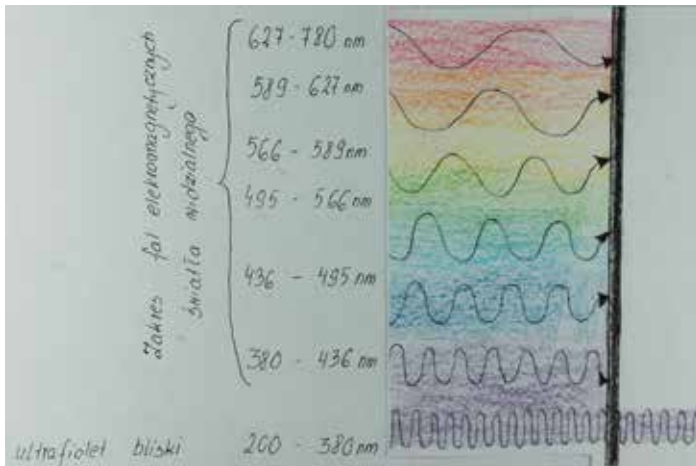 Zakres fal elektromagnetycznych
światła widzialnego
627-780 nm
589-627 nm
566 - 589 nm
495 - 566 nm
436 - 495 nm
380 - 436 nm
ultrafiolet bliski 200 - 380 nm